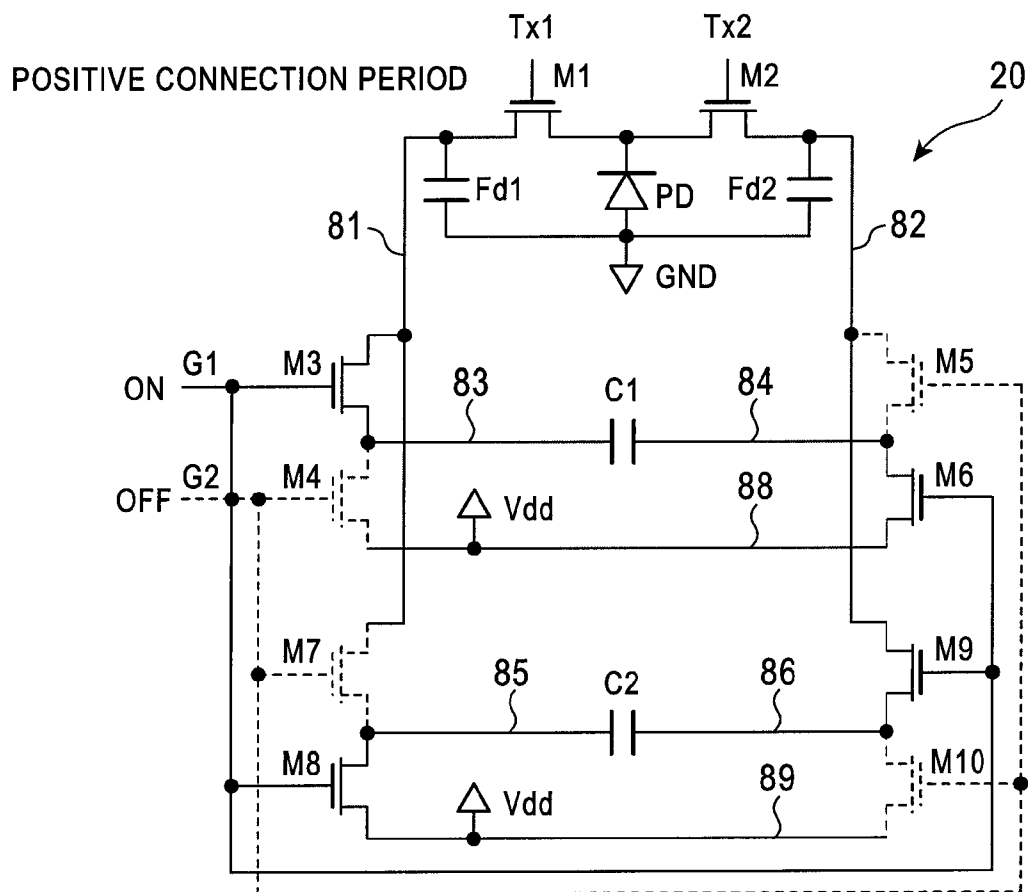 Tx1 Tx2
POSITIVE CONNECTION PERIOD M1 M2 20
Fd1 PD Fd2
81 82
GND
G1 M3 M5
ON 83 C1 84
G2 M4 M6
OFF Vdd 88
M7 M9
85 C2 86
M8 M10
Vdd 89